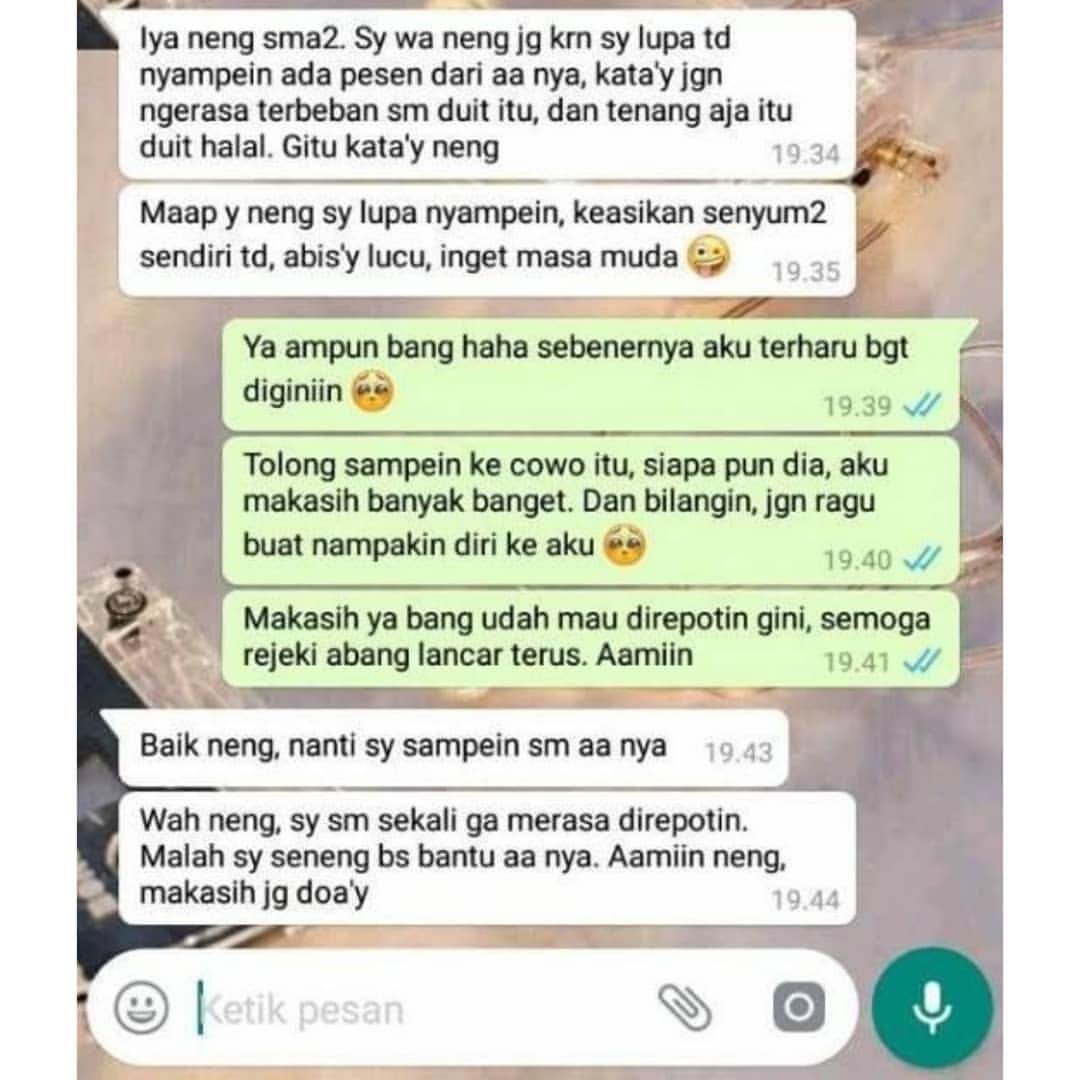 Iya neng sma2. Sy wa neng jg krn sy lupa td
nyampein ada pesen dari aa nya, kata'y jgn
ngerasa terbeban sm duit itu, dan tenang aja itu
duit halal. Gitu kata'y neng
19.34
Maap y neng sy lupa nyampein, keasikan senyum2
sendiri td, abis'y lucu, inget masa muda 🤪
19.35
Ya ampun bang haha sebenernya aku terharu bgt
diginiin 🥺
19.39
Tolong sampein ke cowo itu, siapa pun dia, aku
makasih banyak banget. Dan bilangin, jgn ragu
buat nampakin diri ke aku 🥺
19.40
Makasih ya bang udah mau direpotin gini, semoga
rejeki abang lancar terus. Aamiin
19.41
Baik neng, nanti sy sampein sm aa nya
19.43
Wah neng, sy sm sekali ga merasa direpotin.
Malah sy seneng bs bantu aa nya. Aamiin neng,
makasih jg doa'y
19.44
Ketik pesan